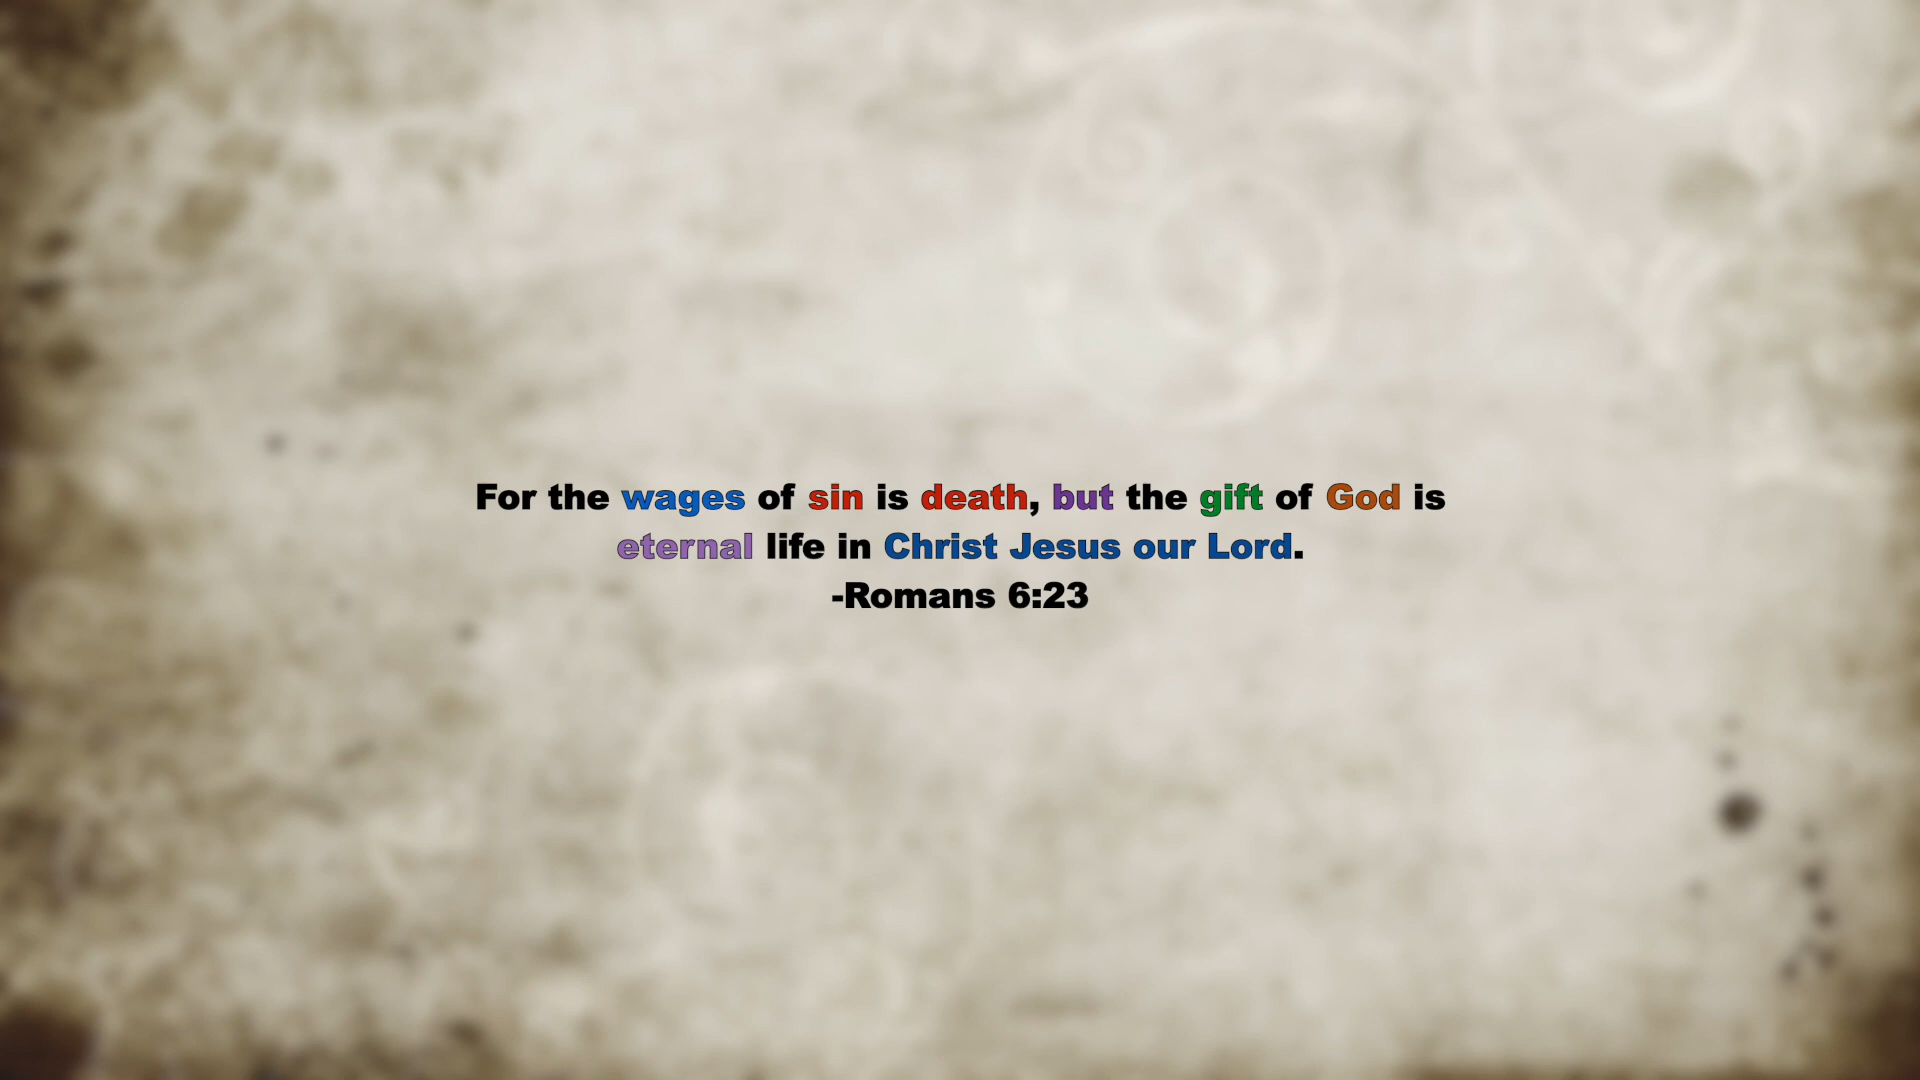 For the wages of sin is death, but the gift of God is
eternal life in Christ Jesus our Lord.
-Romans 6:23